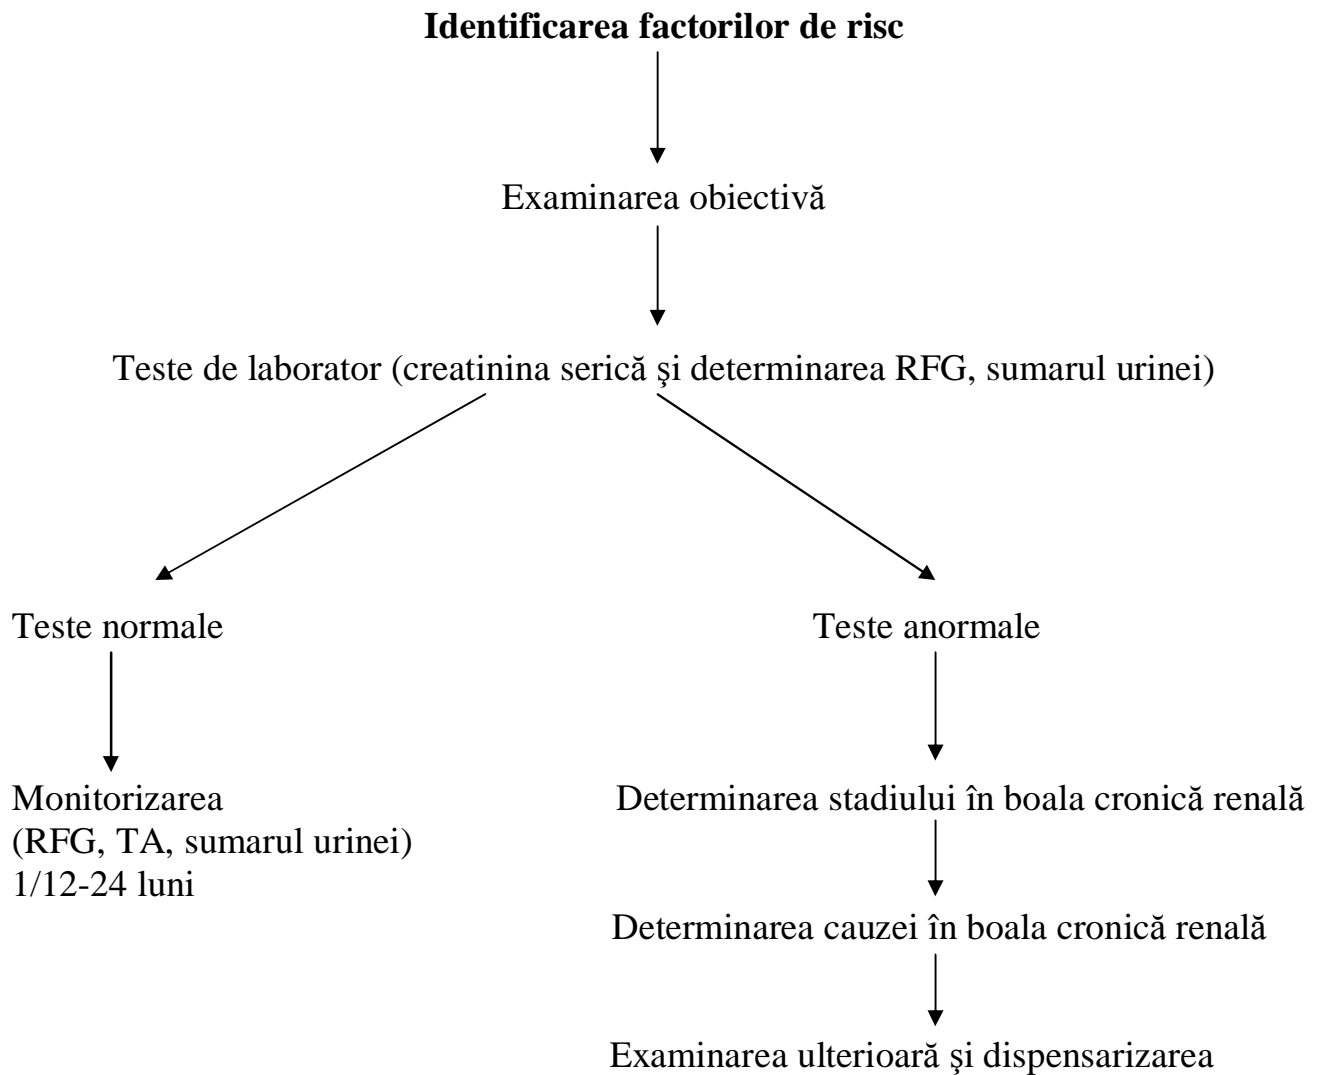 Identificarea factorilor de risc
Examinarea obiectivă
Teste de laborator (creatinina serică şi determinarea RFG, sumarul urinei)
Teste normale
Teste anormale
Monitorizarea
(RFG, TA, sumarul urinei)
1/12-24 luni
Determinarea stadiului în boala cronică renală
Determinarea cauzei în boala cronică renală
Examinarea ulterioară şi dispensarizarea